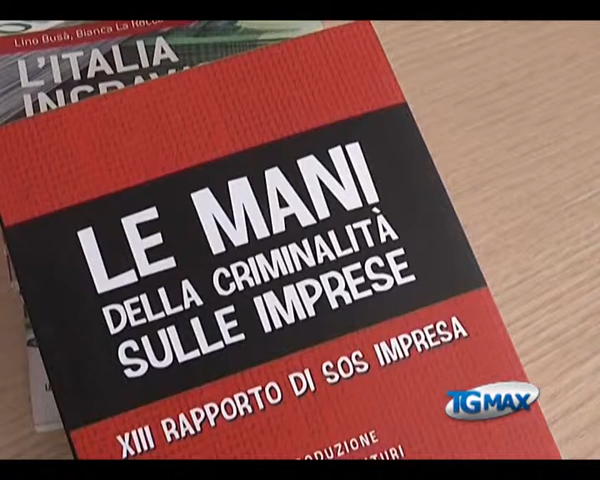 Lino Busà, Bianca La Rocca
L'ITALIA
LE MANI
DELLA CRIMINALITÀ
SULLE IMPRESE
XIII RAPPORTO DI SOS IMPRESA
TGMAX